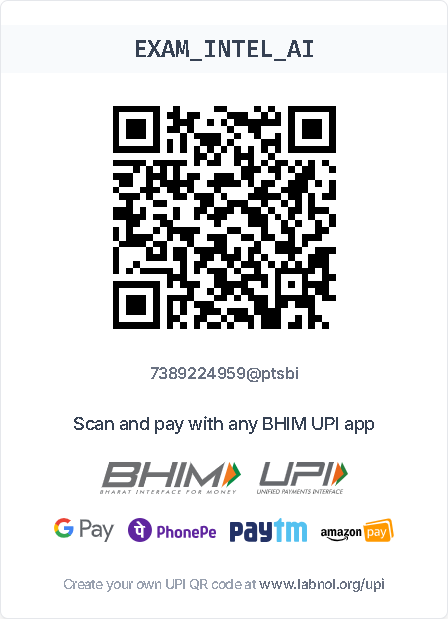 EXAM_INTEL_AI
7389224959@ptsbi
Scan and pay with any BHIM UPI app
BHIM UPI
BHARAT INTERFACE FOR MONEY UNIFIED PAYMENTS INTERFACE
G Pay PhonePe Paytm amazon pay
Create your own UPI QR code at www.labnol.org/upi